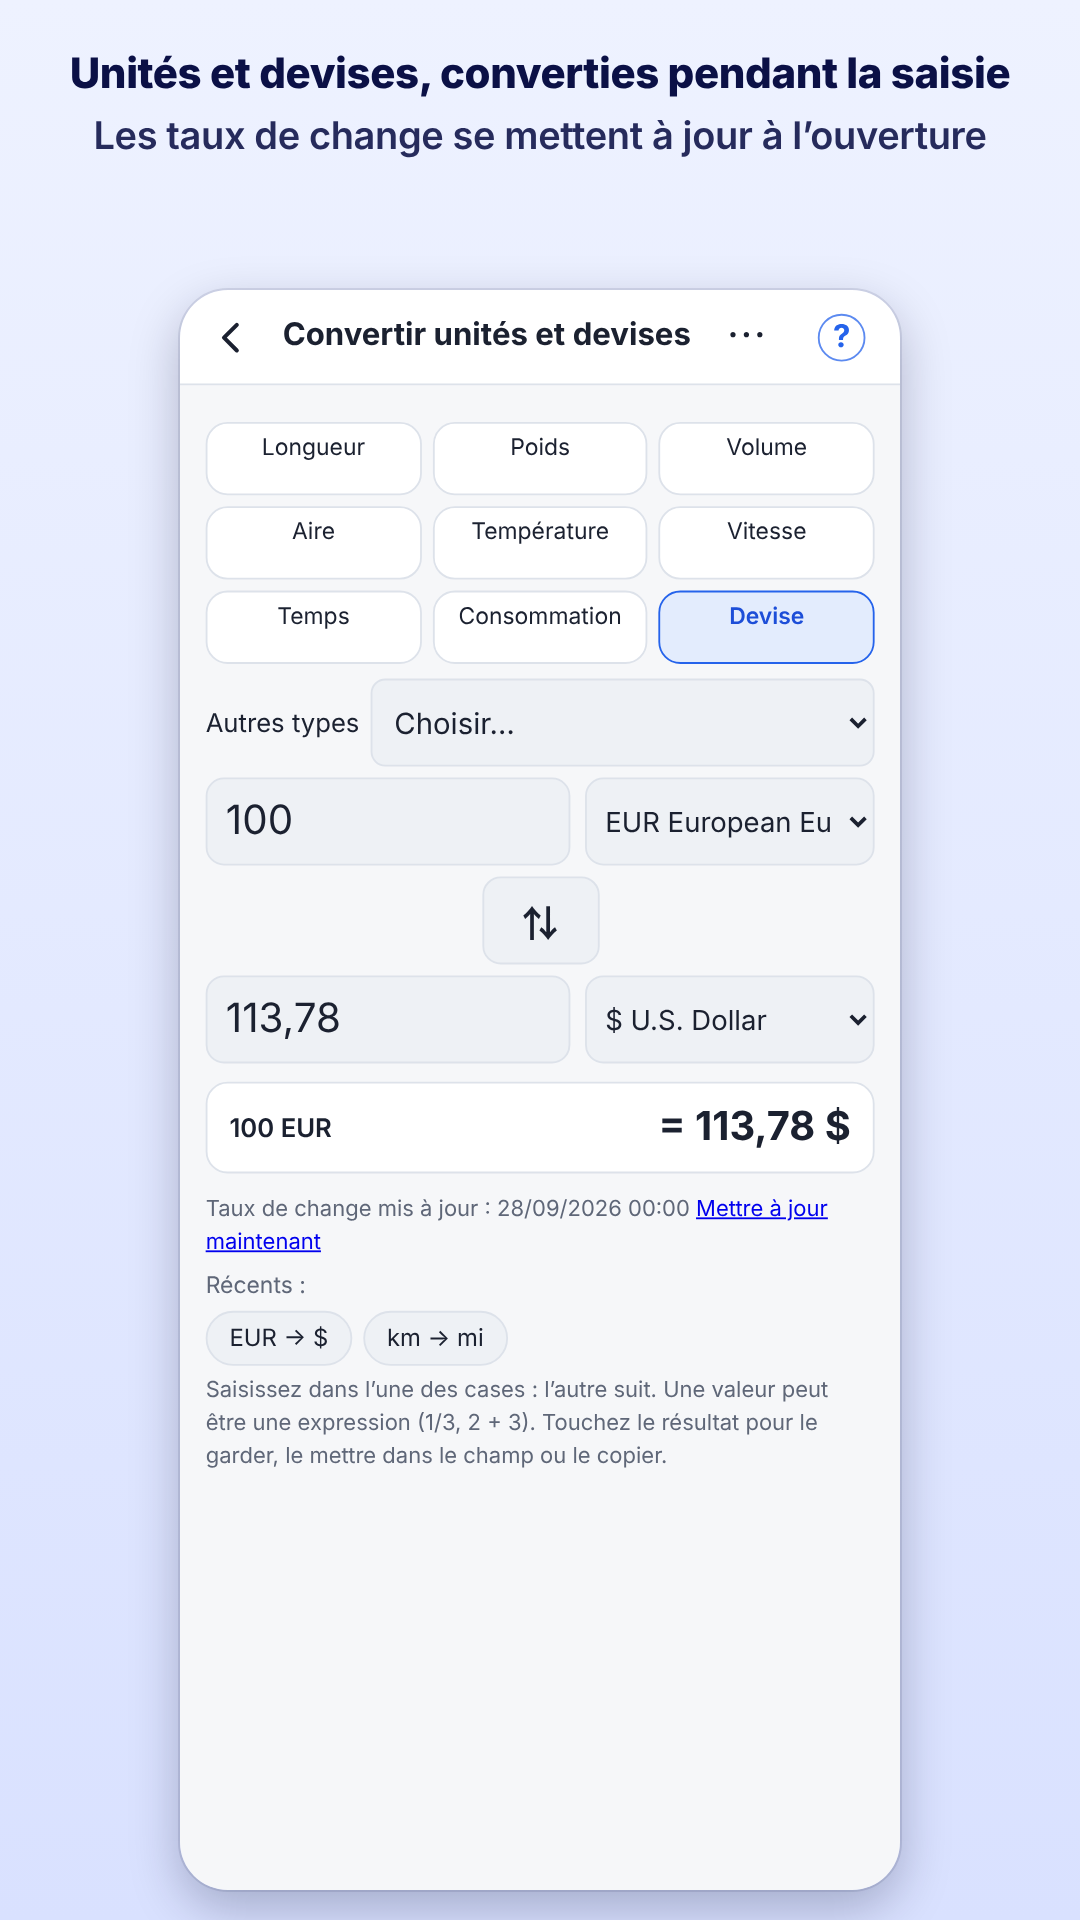 Unités et devises, converties pendant la saisie
Les taux de change se mettent à jour à l’ouverture
Convertir unités et devises ··· ?
Longueur Poids Volume
Aire Température Vitesse
Temps Consommation Devise
Autres types Choisir...
100 EUR European Eu
113,78 $ U.S. Dollar
100 EUR = 113,78 $
Taux de change mis à jour : 28/09/2026 00:00 Mettre à jour
maintenant
Récents :
EUR → $ km → mi
Saisissez dans l’une des cases : l’autre suit. Une valeur peut
être une expression (1/3, 2 + 3). Touchez le résultat pour le
garder, le mettre dans le champ ou le copier.